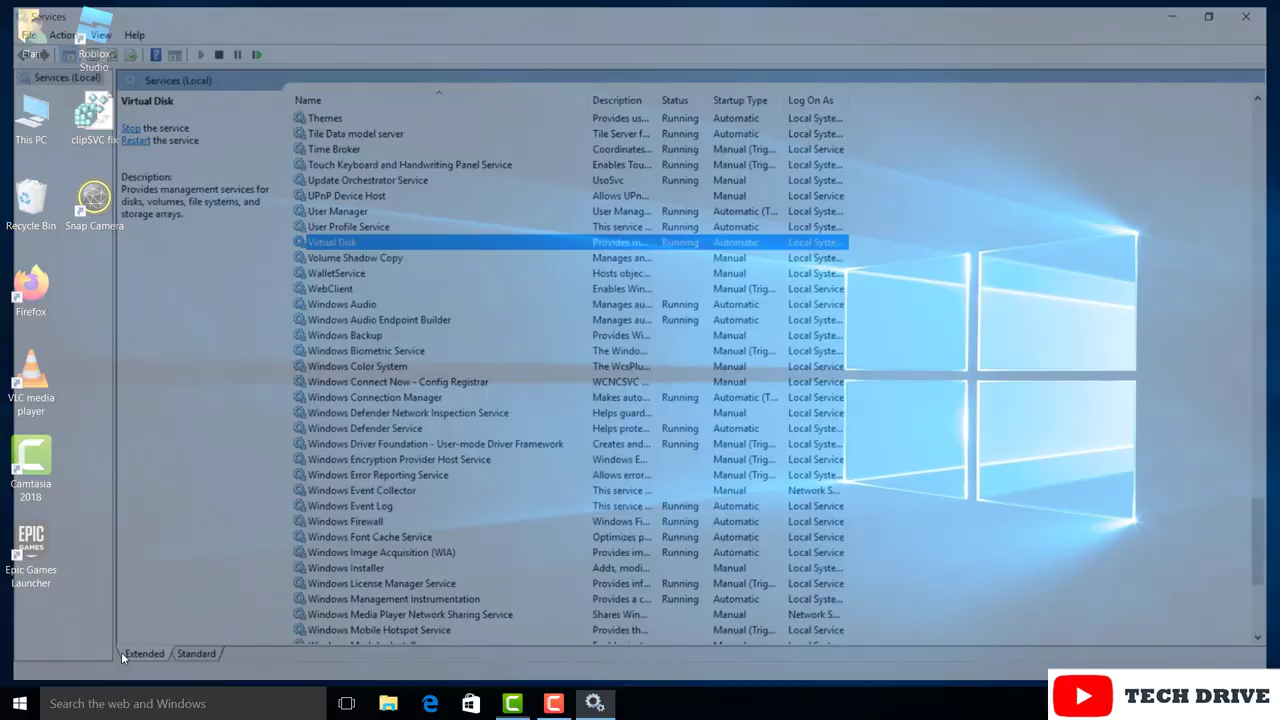 Services
File Action View Help
Services (Local)
Services (Local)
Virtual Disk
Stop the service
Restart the service
Description:
Provides management services for
disks, volumes, file systems, and
storage arrays.
Name Description Status Startup Type Log On As
Themes Provides us... Running Automatic Local Syste...
Tile Data model server Tile Server f... Running Automatic Local Syste...
Time Broker Coordinates... Running Manual (Trig... Local Service
Touch Keyboard and Handwriting Panel Service Enables Tou... Running Manual (Trig... Local Syste...
Update Orchestrator Service UsoSvc Running Manual Local Syste...
UPnP Device Host Allows UPn... Manual Local Service
User Manager User Manag... Running Automatic (T... Local Syste...
User Profile Service This service ... Running Automatic Local Syste...
Virtual Disk Provides m... Running Automatic Local Syste...
Volume Shadow Copy Manages an... Manual Local Syste...
WalletService Hosts objec... Manual Local Syste...
WebClient Enables Win... Manual (Trig... Local Service
Windows Audio Manages au... Running Automatic Local Service
Windows Audio Endpoint Builder Manages au... Running Automatic Local Syste...
Windows Backup Provides Wi... Manual Local Syste...
Windows Biometric Service The Windo... Manual (Trig... Local Syste...
Windows Color System The WcsPlu... Manual Local Service
Windows Connect Now - Config Registrar WCNCSVC ... Manual Local Service
Windows Connection Manager Makes auto... Running Automatic (T... Local Service
Windows Defender Network Inspection Service Helps guard... Manual Local Service
Windows Defender Service Helps prote... Running Automatic Local Syste...
Windows Driver Foundation - User-mode Driver Framework Creates and... Running Manual (Trig... Local Syste...
Windows Encryption Provider Host Service Windows E... Manual (Trig... Local Service
Windows Error Reporting Service Allows error... Manual (Trig... Local Syste...
Windows Event Collector This service ... Manual Network S...
Windows Event Log This service ... Running Automatic Local Service
Windows Firewall Windows Fi... Running Automatic Local Service
Windows Font Cache Service Optimizes p... Running Automatic Local Service
Windows Image Acquisition (WIA) Provides im... Running Automatic Local Service
Windows Installer Adds, modi... Manual Local Syste...
Windows License Manager Service Provides inf... Running Manual (Trig... Local Service
Windows Management Instrumentation Provides a c... Running Automatic Local Syste...
Windows Media Player Network Sharing Service Shares Win... Manual Network S...
Windows Mobile Hotspot Service Provides th... Manual (Trig... Local Service
Extended Standard
Roblox
Studio
This PC
clipSVC fix
Recycle Bin
Snap Camera
Firefox
VLC media
player
Camtasia
2018
EPIC
GAMES
Epic Games
Launcher
Search the web and Windows
TECH DRIVE